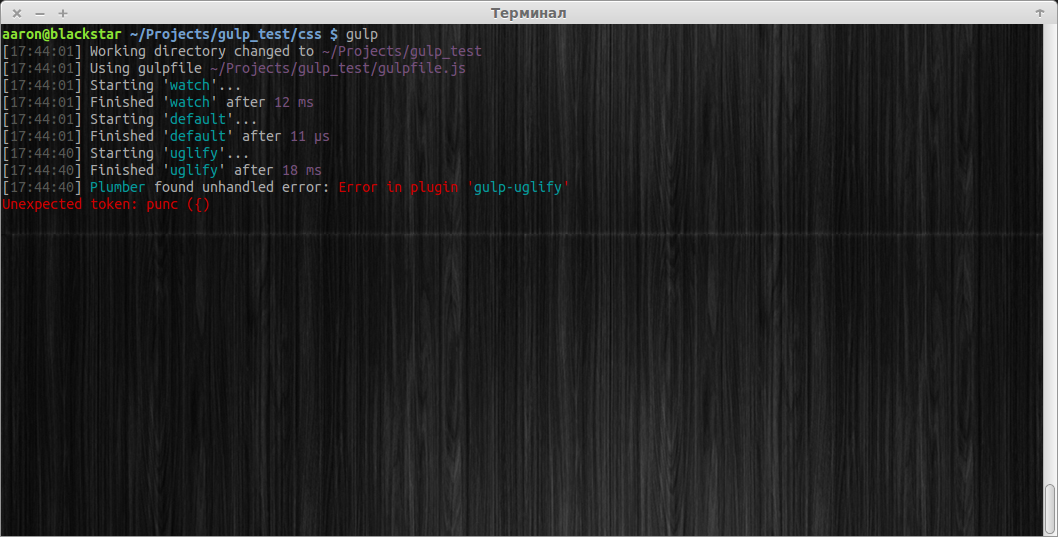 Терминал
aaron@blackstar ~/Projects/gulp_test/css $ gulp
[17:44:01] Working directory changed to ~/Projects/gulp_test
[17:44:01] Using gulpfile ~/Projects/gulp_test/gulpfile.js
[17:44:01] Starting 'watch'...
[17:44:01] Finished 'watch' after 12 ms
[17:44:01] Starting 'default'...
[17:44:01] Finished 'default' after 11 μs
[17:44:40] Starting 'uglify'...
[17:44:40] Finished 'uglify' after 18 ms
[17:44:40] Plumber found unhandled error: Error in plugin 'gulp-uglify'
Unexpected token: punc ({)